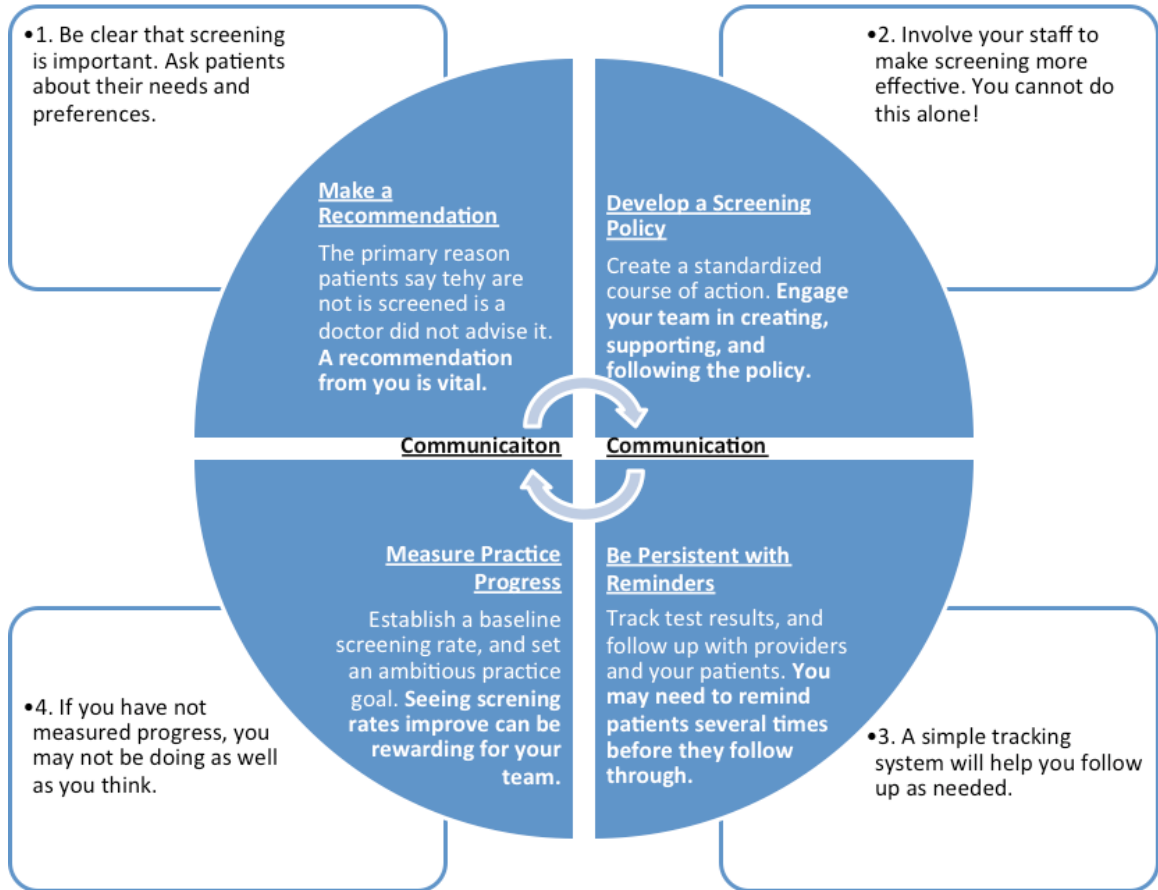 •1. Be clear that screening
is important. Ask patients
about their needs and
preferences.
•2. Involve your staff to
make screening more
effective. You cannot do
this alone!
Make a
Recommendation
The primary reason
patients say tehy are
not is screened is a
doctor did not advise it.
A recommendation
from you is vital.
Develop a Screening
Policy
Create a standardized
course of action. Engage
your team in creating,
supporting, and
following the policy.
Communicaiton
Communication
Measure Practice
Progress
Establish a baseline
screening rate, and set
an ambitious practice
goal. Seeing screning
rates improve can be
rewarding for your
team.
Be Persistent with
Reminders
Track test results, and
follow up with providers
and your patients. You
may need to remind
patients several times
before they follow
through.
•4. If you have not
measured progress, you
may not be doing as well
as you think.
•3. A simple tracking
system will help you follow
up as needed.